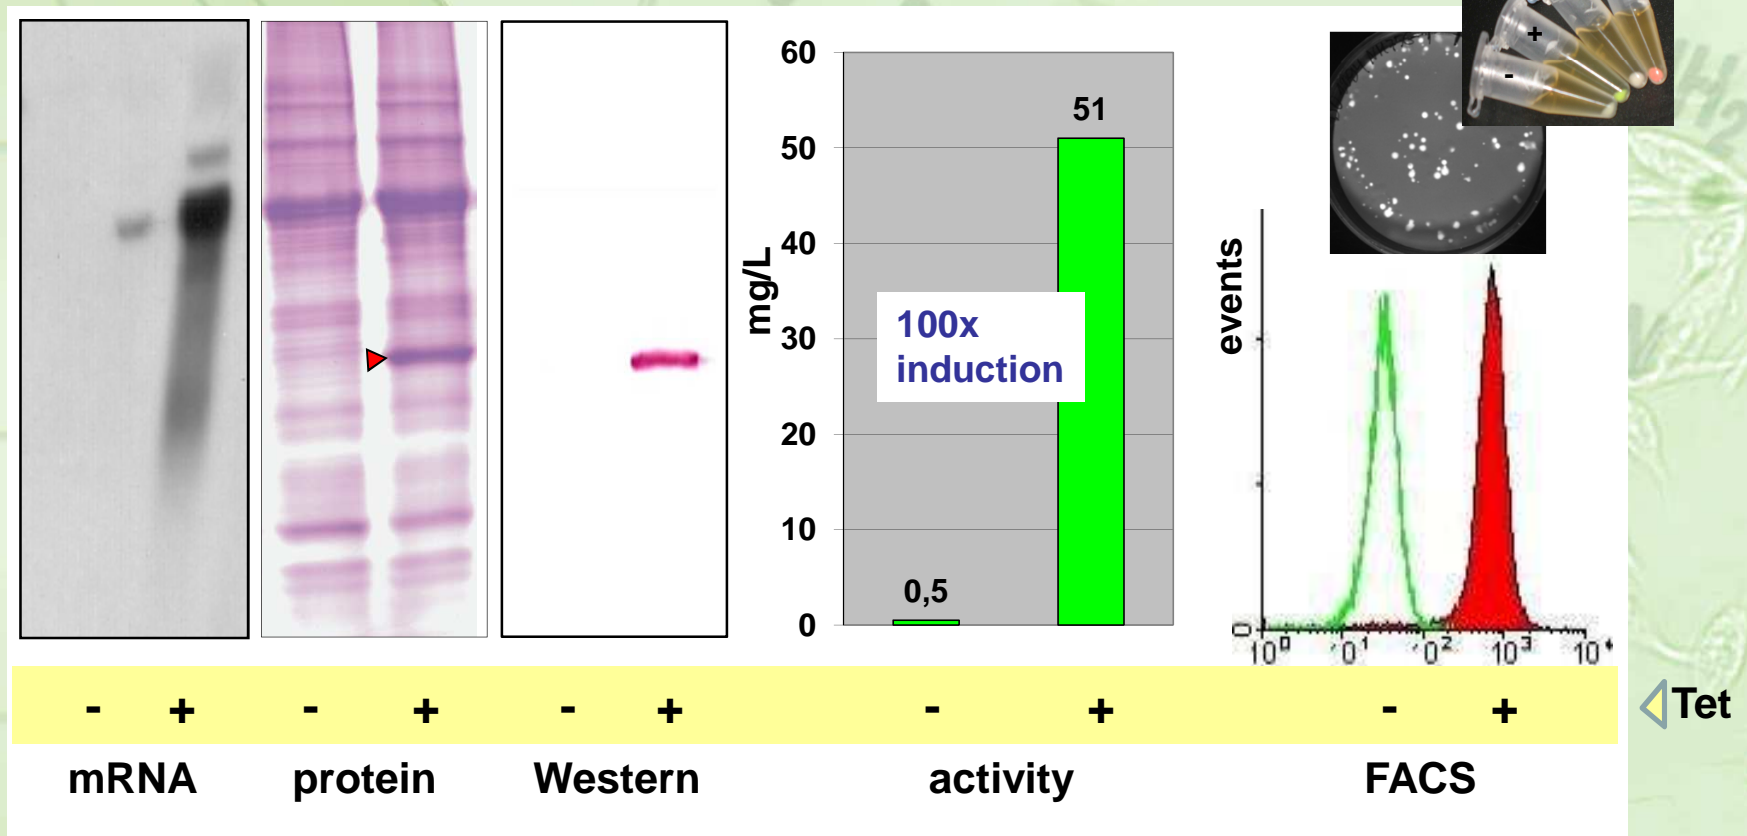 60
50
40
30
20
10
0
mg/L
51
0,5
100x
induction
+
-
events
0
10⁰
10¹
10²
10³
10⁴
- + - + - + - + - +
Tet
mRNA protein Western activity FACS